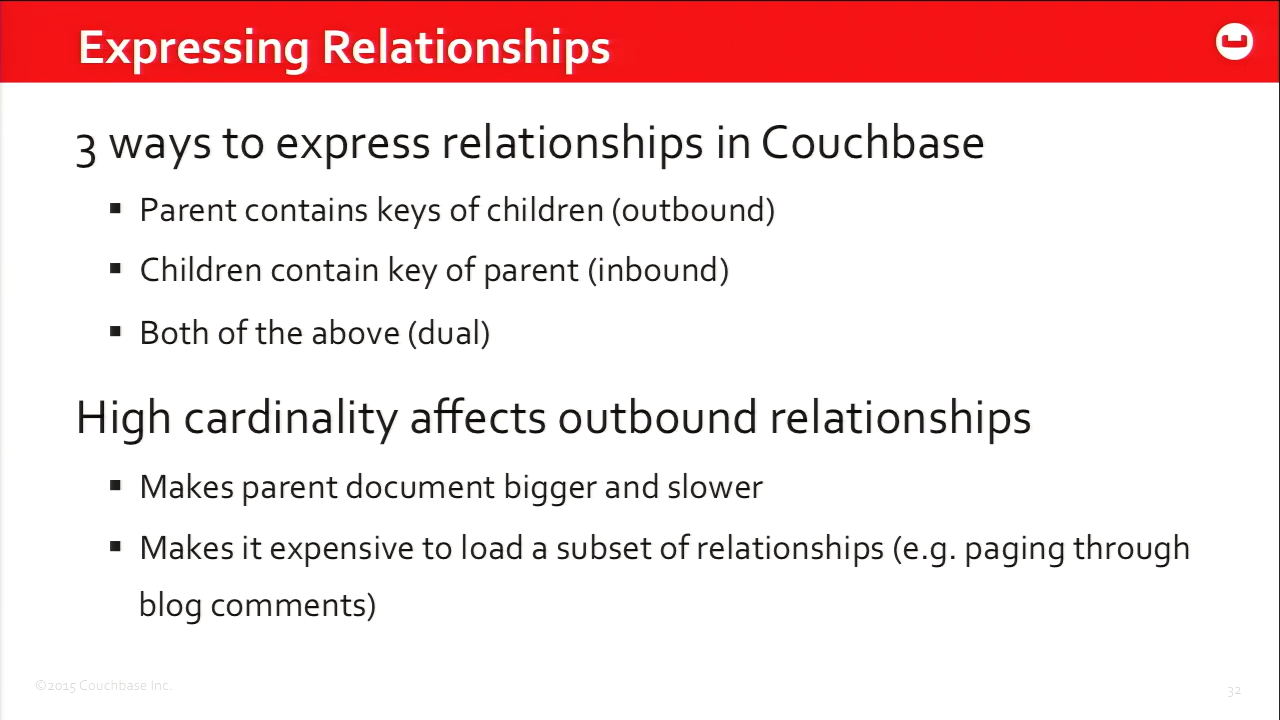 Expressing Relationships
3 ways to express relationships in Couchbase
▪ Parent contains keys of children (outbound)
▪ Children contain key of parent (inbound)
▪ Both of the above (dual)
High cardinality affects outbound relationships
▪ Makes parent document bigger and slower
▪ Makes it expensive to load a subset of relationships (e.g. paging through
blog comments)
©2015 Couchbase Inc.
32